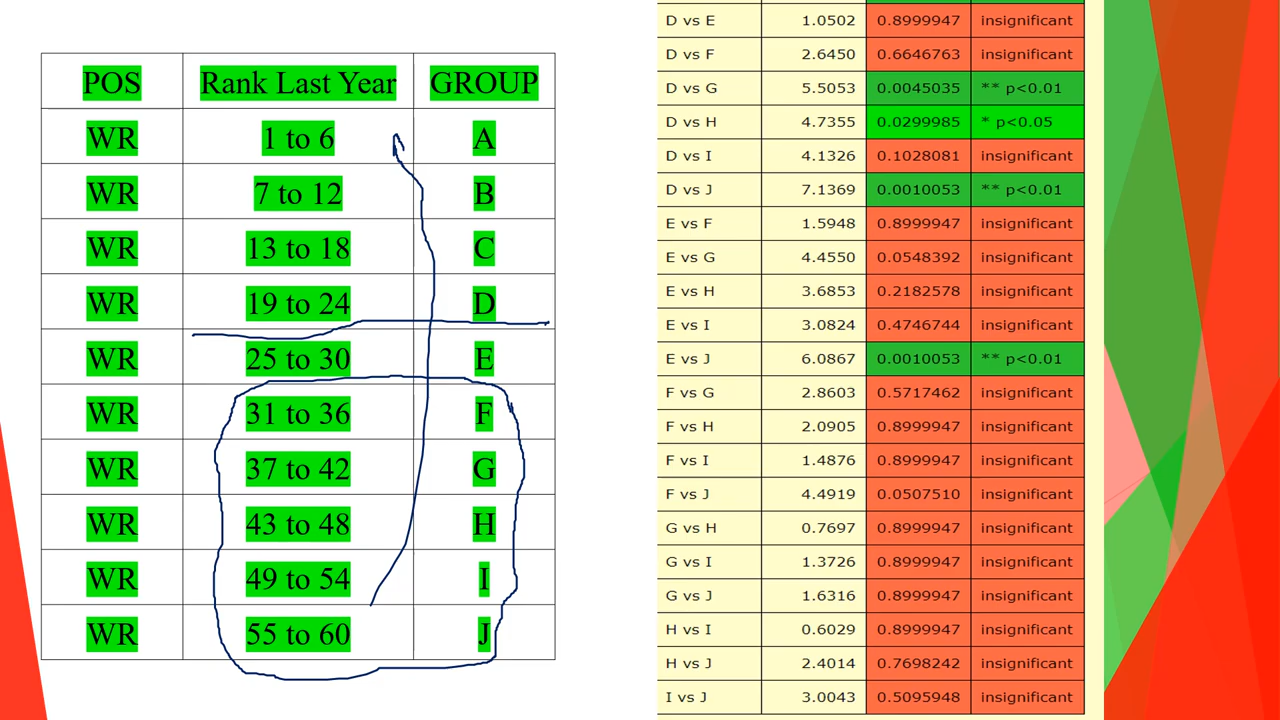 POS Rank Last Year GROUP
WR 1 to 6 A
WR 7 to 12 B
WR 13 to 18 C
WR 19 to 24 D
WR 25 to 30 E
WR 31 to 36 F
WR 37 to 42 G
WR 43 to 48 H
WR 49 to 54 I
WR 55 to 60 J
D vs E 1.0502 0.8999947 insignificant
D vs F 2.6450 0.6646763 insignificant
D vs G 5.5053 0.0045035 ** p<0.01
D vs H 4.7355 0.0299985 * p<0.05
D vs I 4.1326 0.1028081 insignificant
D vs J 7.1369 0.0010053 ** p<0.01
E vs F 1.5948 0.8999947 insignificant
E vs G 4.4550 0.0548392 insignificant
E vs H 3.6853 0.2182578 insignificant
E vs I 3.0824 0.4746744 insignificant
E vs J 6.0867 0.0010053 ** p<0.01
F vs G 2.8603 0.5717462 insignificant
F vs H 2.0905 0.8999947 insignificant
F vs I 1.4876 0.8999947 insignificant
F vs J 4.4919 0.0507510 insignificant
G vs H 0.7697 0.8999947 insignificant
G vs I 1.3726 0.8999947 insignificant
G vs J 1.6316 0.8999947 insignificant
H vs I 0.6029 0.8999947 insignificant
H vs J 2.4014 0.7698242 insignificant
I vs J 3.0043 0.5095948 insignificant